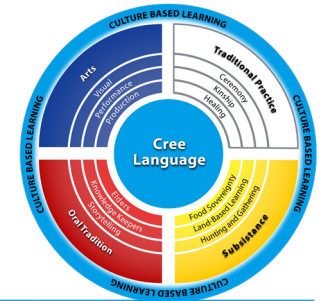 CULTURE BASED LEARNING
CULTURE BASED LEARNING
CULTURE BASED LEARNING
CULTURE BASED LEARNING
Arts
Visual
Performance
Production
Traditional Practice
Ceremony
Kinship
Healing
Cree
Language
Elders
Knowledge Keepers
Storytelling
Oral Tradition
Food Sovereignty
Land-Based Learning
Hunting and Gathering
Subsistance